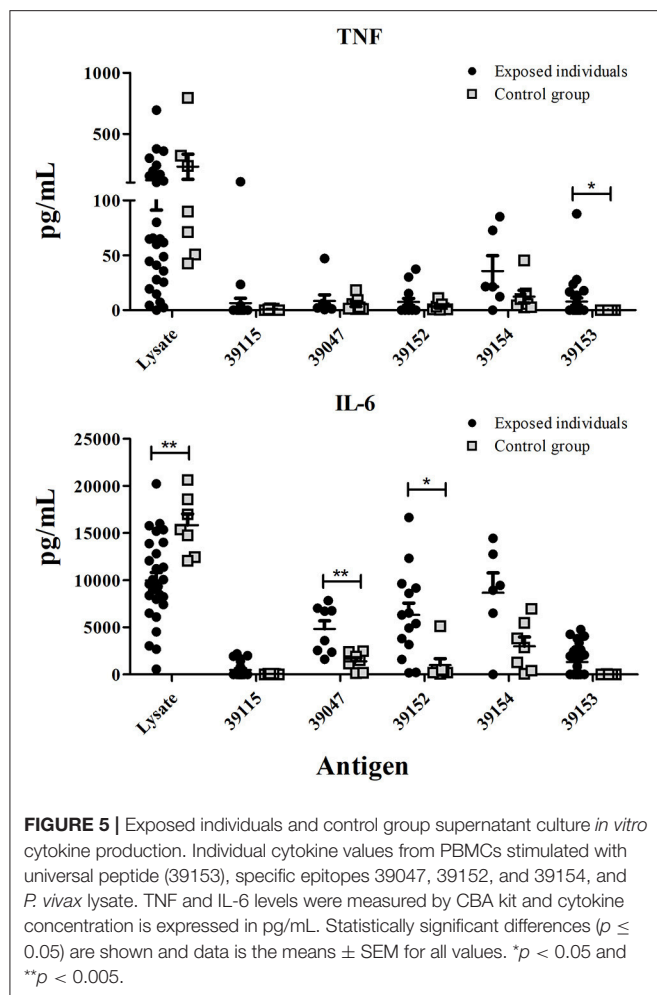 TNF
Exposed individuals
Control group
1000
500
100
50
0
pg/mL
*
Lysate
39115
39047
39152
39154
39153
IL-6
Exposed individuals
Control group
25000
20000
15000
10000
5000
0
pg/mL
**
**
*
Lysate
39115
39047
39152
39154
39153
Antigen
FIGURE 5 | Exposed individuals and control group supernatant culture in vitro
cytokine production. Individual cytokine values from PBMCs stimulated with
universal peptide (39153), specific epitopes 39047, 39152, and 39154, and
P. vivax lysate. TNF and IL-6 levels were measured by CBA kit and cytokine
concentration is expressed in pg/mL. Statistically significant differences (p ≤
0.05) are shown and data is the means ± SEM for all values. *p < 0.05 and
**p < 0.005.